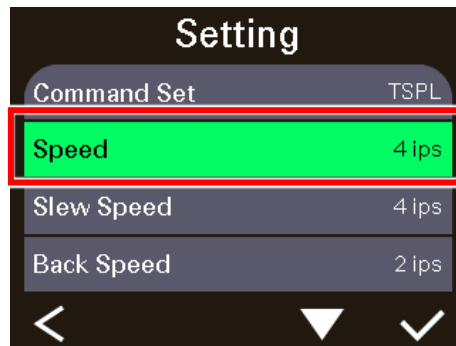 Setting
Command Set TSPL
Speed 4 ips
Slew Speed 4 ips
Back Speed 2 ips